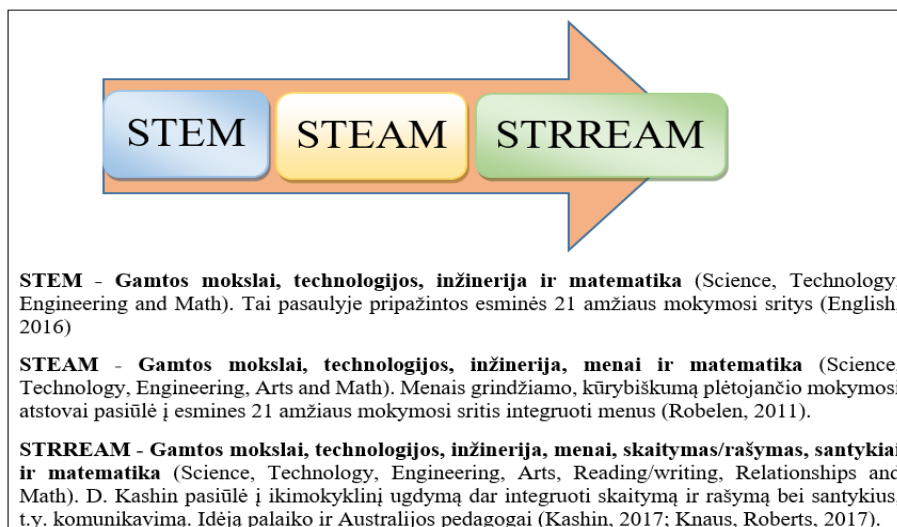 STEM STEAM STRREAM
STEM - Gamtos mokslai, technologijos, inžinerija ir matematika (Science, Technology,
Engineering and Math). Tai pasaulyje pripažintos esminės 21 amžiaus mokymosi sritys (English,
2016)
STEAM - Gamtos mokslai, technologijos, inžinerija, menai ir matematika (Science,
Technology, Engineering, Arts and Math). Menais grindžiamo, kūrybiškumą plėtojančio mokymosi
atstovai pasiūlė į esmines 21 amžiaus mokymosi sritis integruoti menus (Robelen, 2011).
STRREAM - Gamtos mokslai, technologijos, inžinerija, menai, skaitymas/rašymas, santykiai
ir matematika (Science, Technology, Engineering, Arts, Reading/writing, Relationships and
Math). D. Kashin pasiūlė į ikimokyklinį ugdymą dar integruoti skaitymą ir rašymą bei santykius,
t.y. komunikavimą. Idėją palaiko ir Australijos pedagogai (Kashin, 2017; Knaus, Roberts, 2017).